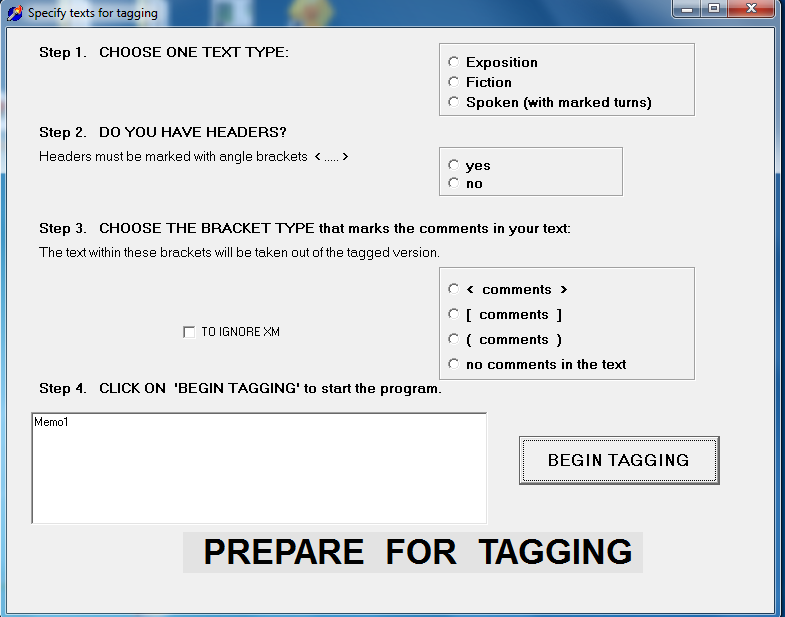 Specify texts for tagging
Step 1. CHOOSE ONE TEXT TYPE:
Exposition
Fiction
Spoken (with marked turns)
Step 2. DO YOU HAVE HEADERS?
Headers must be marked with angle brackets < ..... >
yes
no
Step 3. CHOOSE THE BRACKET TYPE that marks the comments in your text:
The text within these brackets will be taken out of the tagged version.
< comments >
[ comments ]
TO IGNORE XM
( comments )
no comments in the text
Step 4. CLICK ON 'BEGIN TAGGING' to start the program.
Memo1
BEGIN TAGGING
PREPARE FOR TAGGING